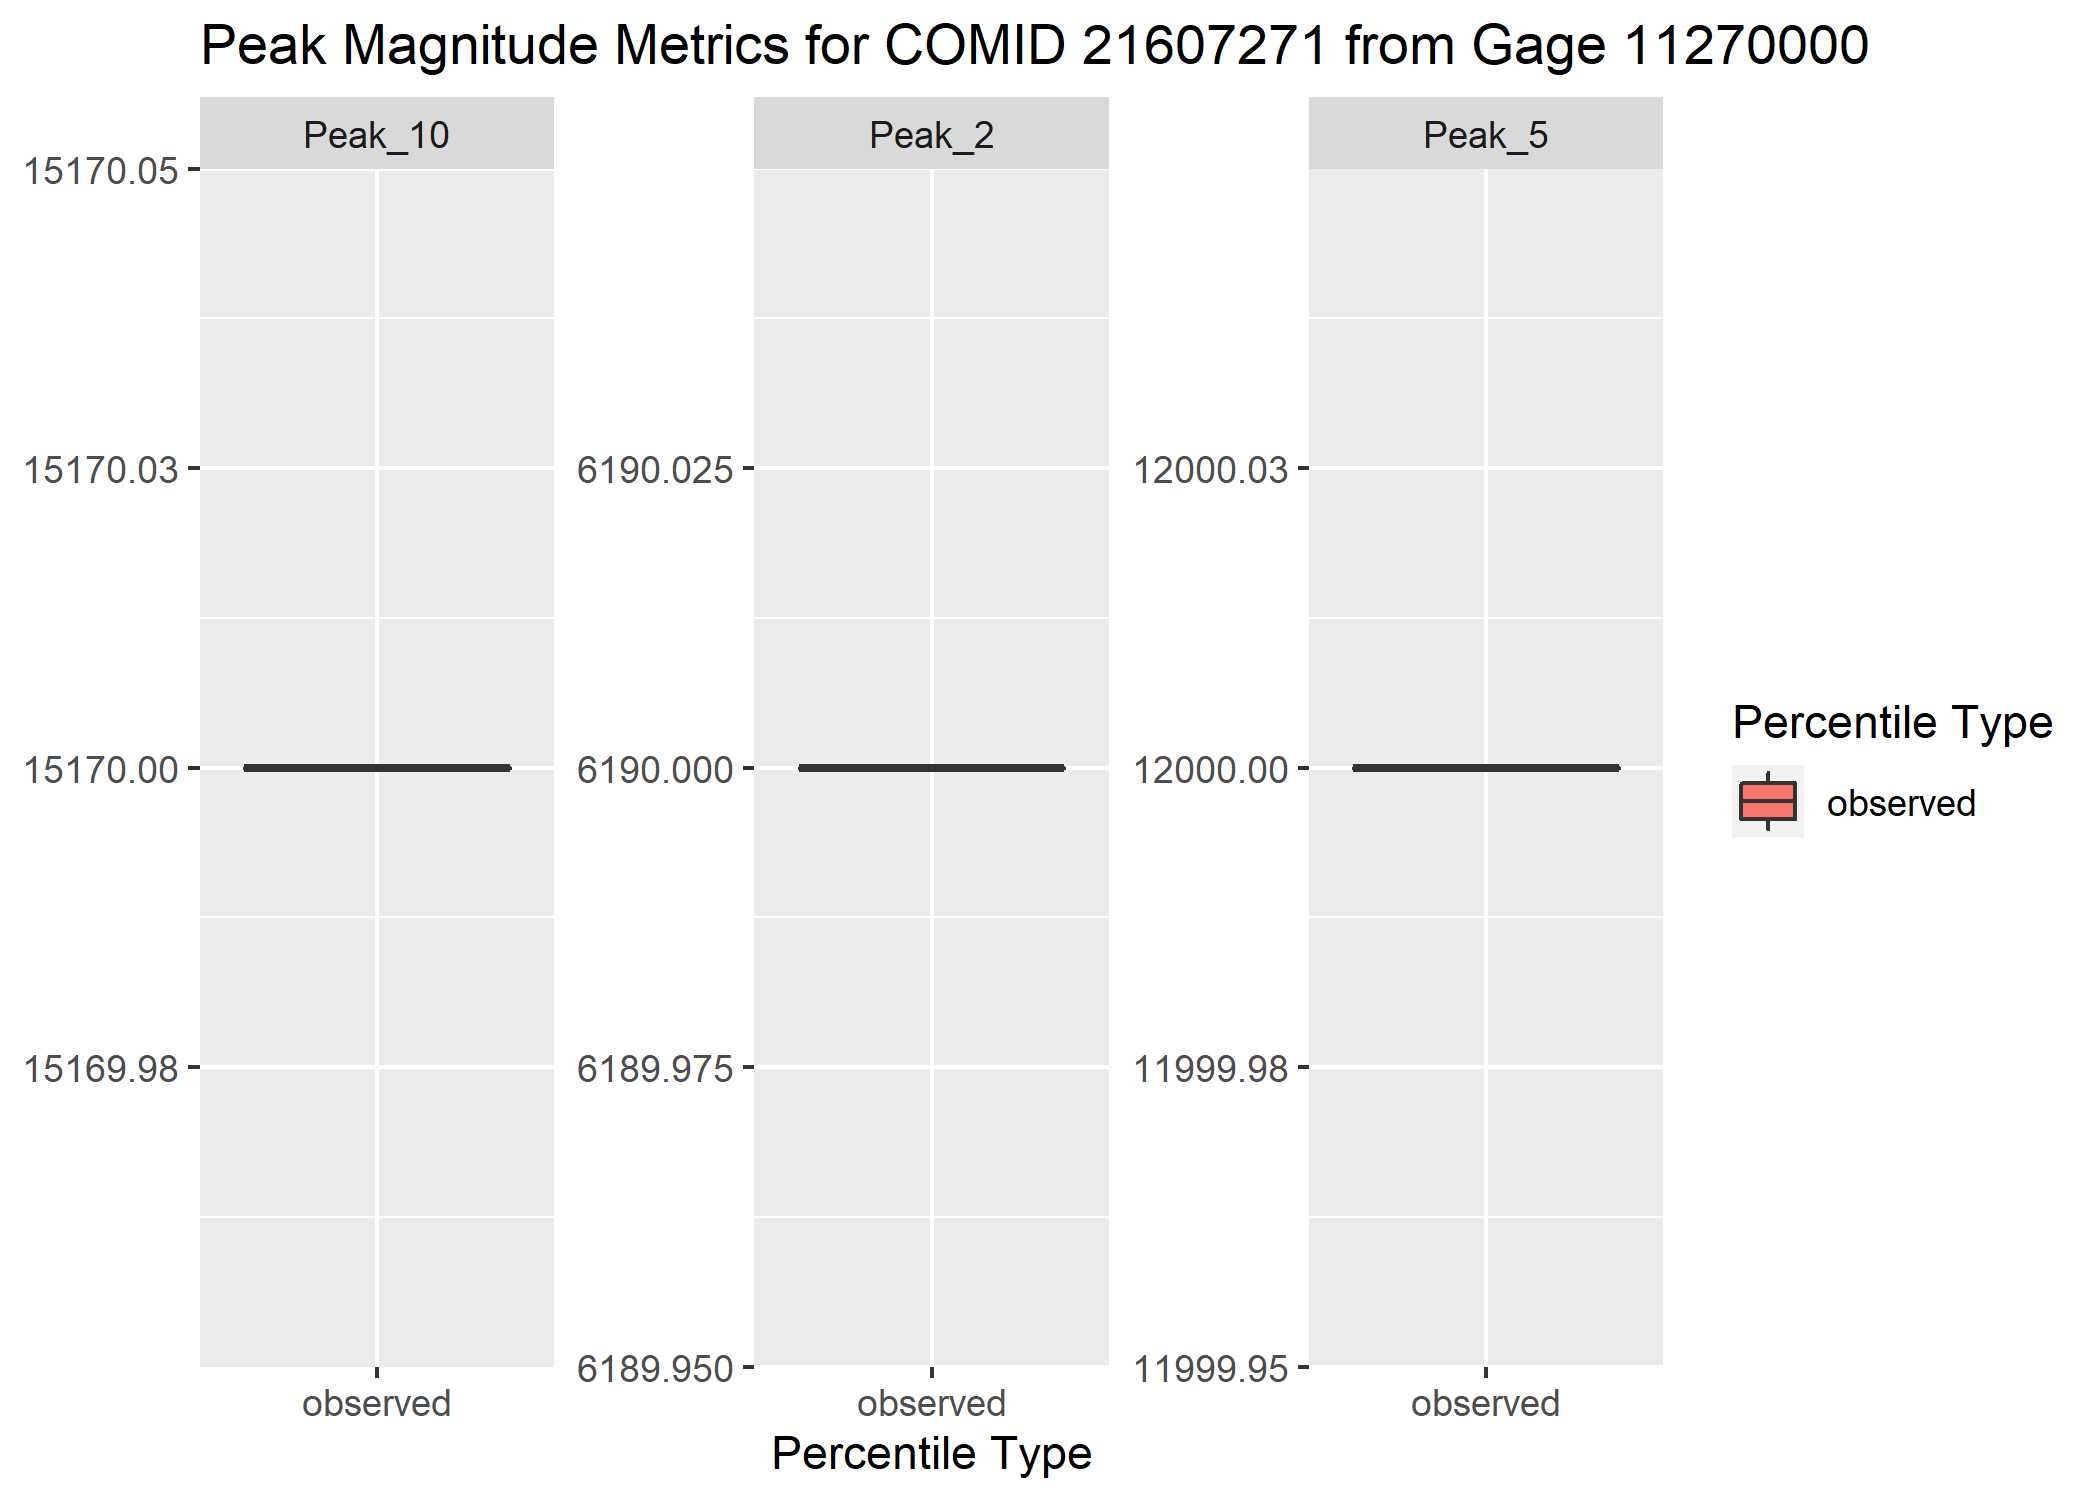 Peak Magnitude Metrics for COMID 21607271 from Gage 11270000
Peak_10
Peak_2
Peak_5
15170.05
15170.03
15170.00
15169.98
6190.025
6190.000
6189.975
6189.950
12000.03
12000.00
11999.98
11999.95
observed
observed
observed
Percentile Type
Percentile Type
observed